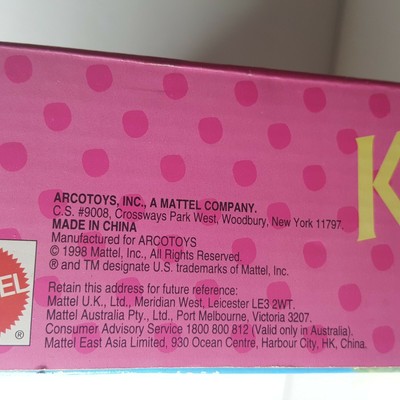 ARCOTOYS, INC., A MATTEL COMPANY.
C.S. #9008, Crossways Park West, Woodbury, New York 11797.
MADE IN CHINA
Manufactured for ARCOTOYS
© 1998 Mattel, Inc., All Rights Reserved.
® and TM designate U.S. trademarks of Mattel, Inc.
Retain this address for future reference:
Mattel U.K., Ltd., Meridian West, Leicester LE3 2WT.
Mattel Australia Pty., Ltd., Port Melbourne, Victoria 3207.
Consumer Advisory Service 1800 800 812 (Valid only in Australia).
Mattel East Asia Limited, 930 Ocean Centre, Harbour City, HK, China.
EL
®
K